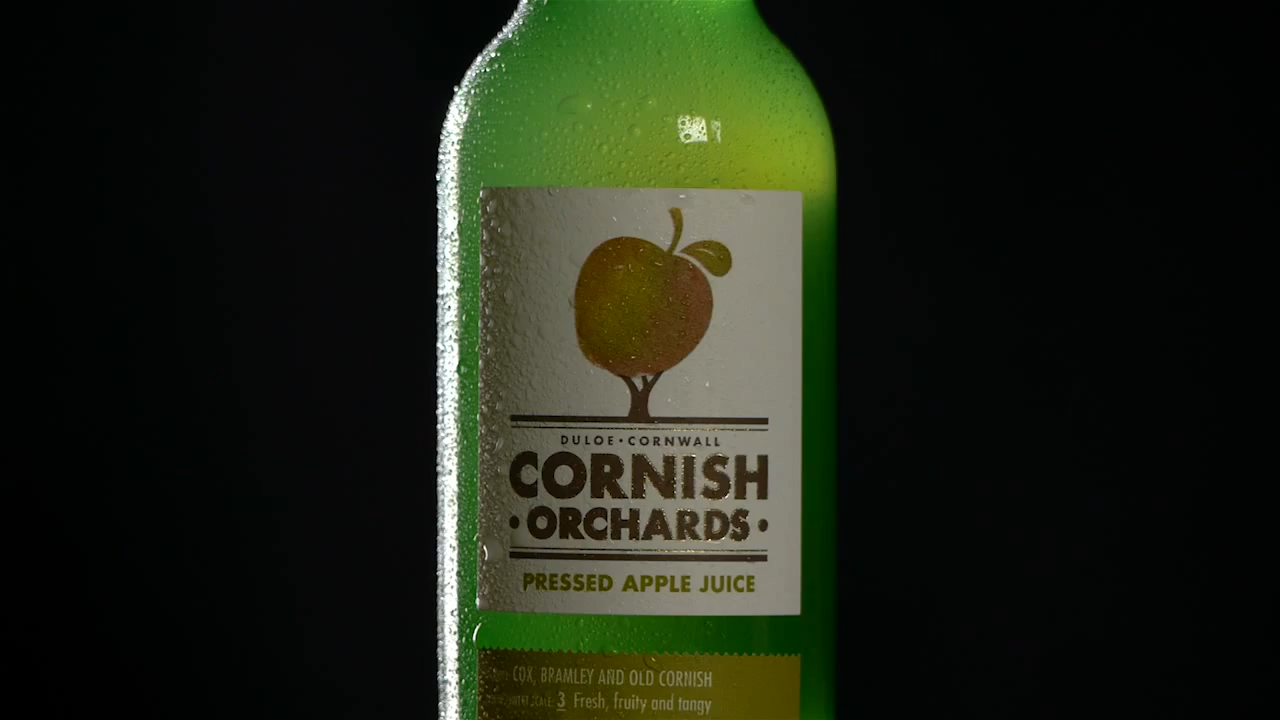 DULOE • CORNWALL
CORNISH
• ORCHARDS •
PRESSED APPLE JUICE
COX, BRAMLEY AND OLD CORNISH
3 Fresh, fruity and tangy